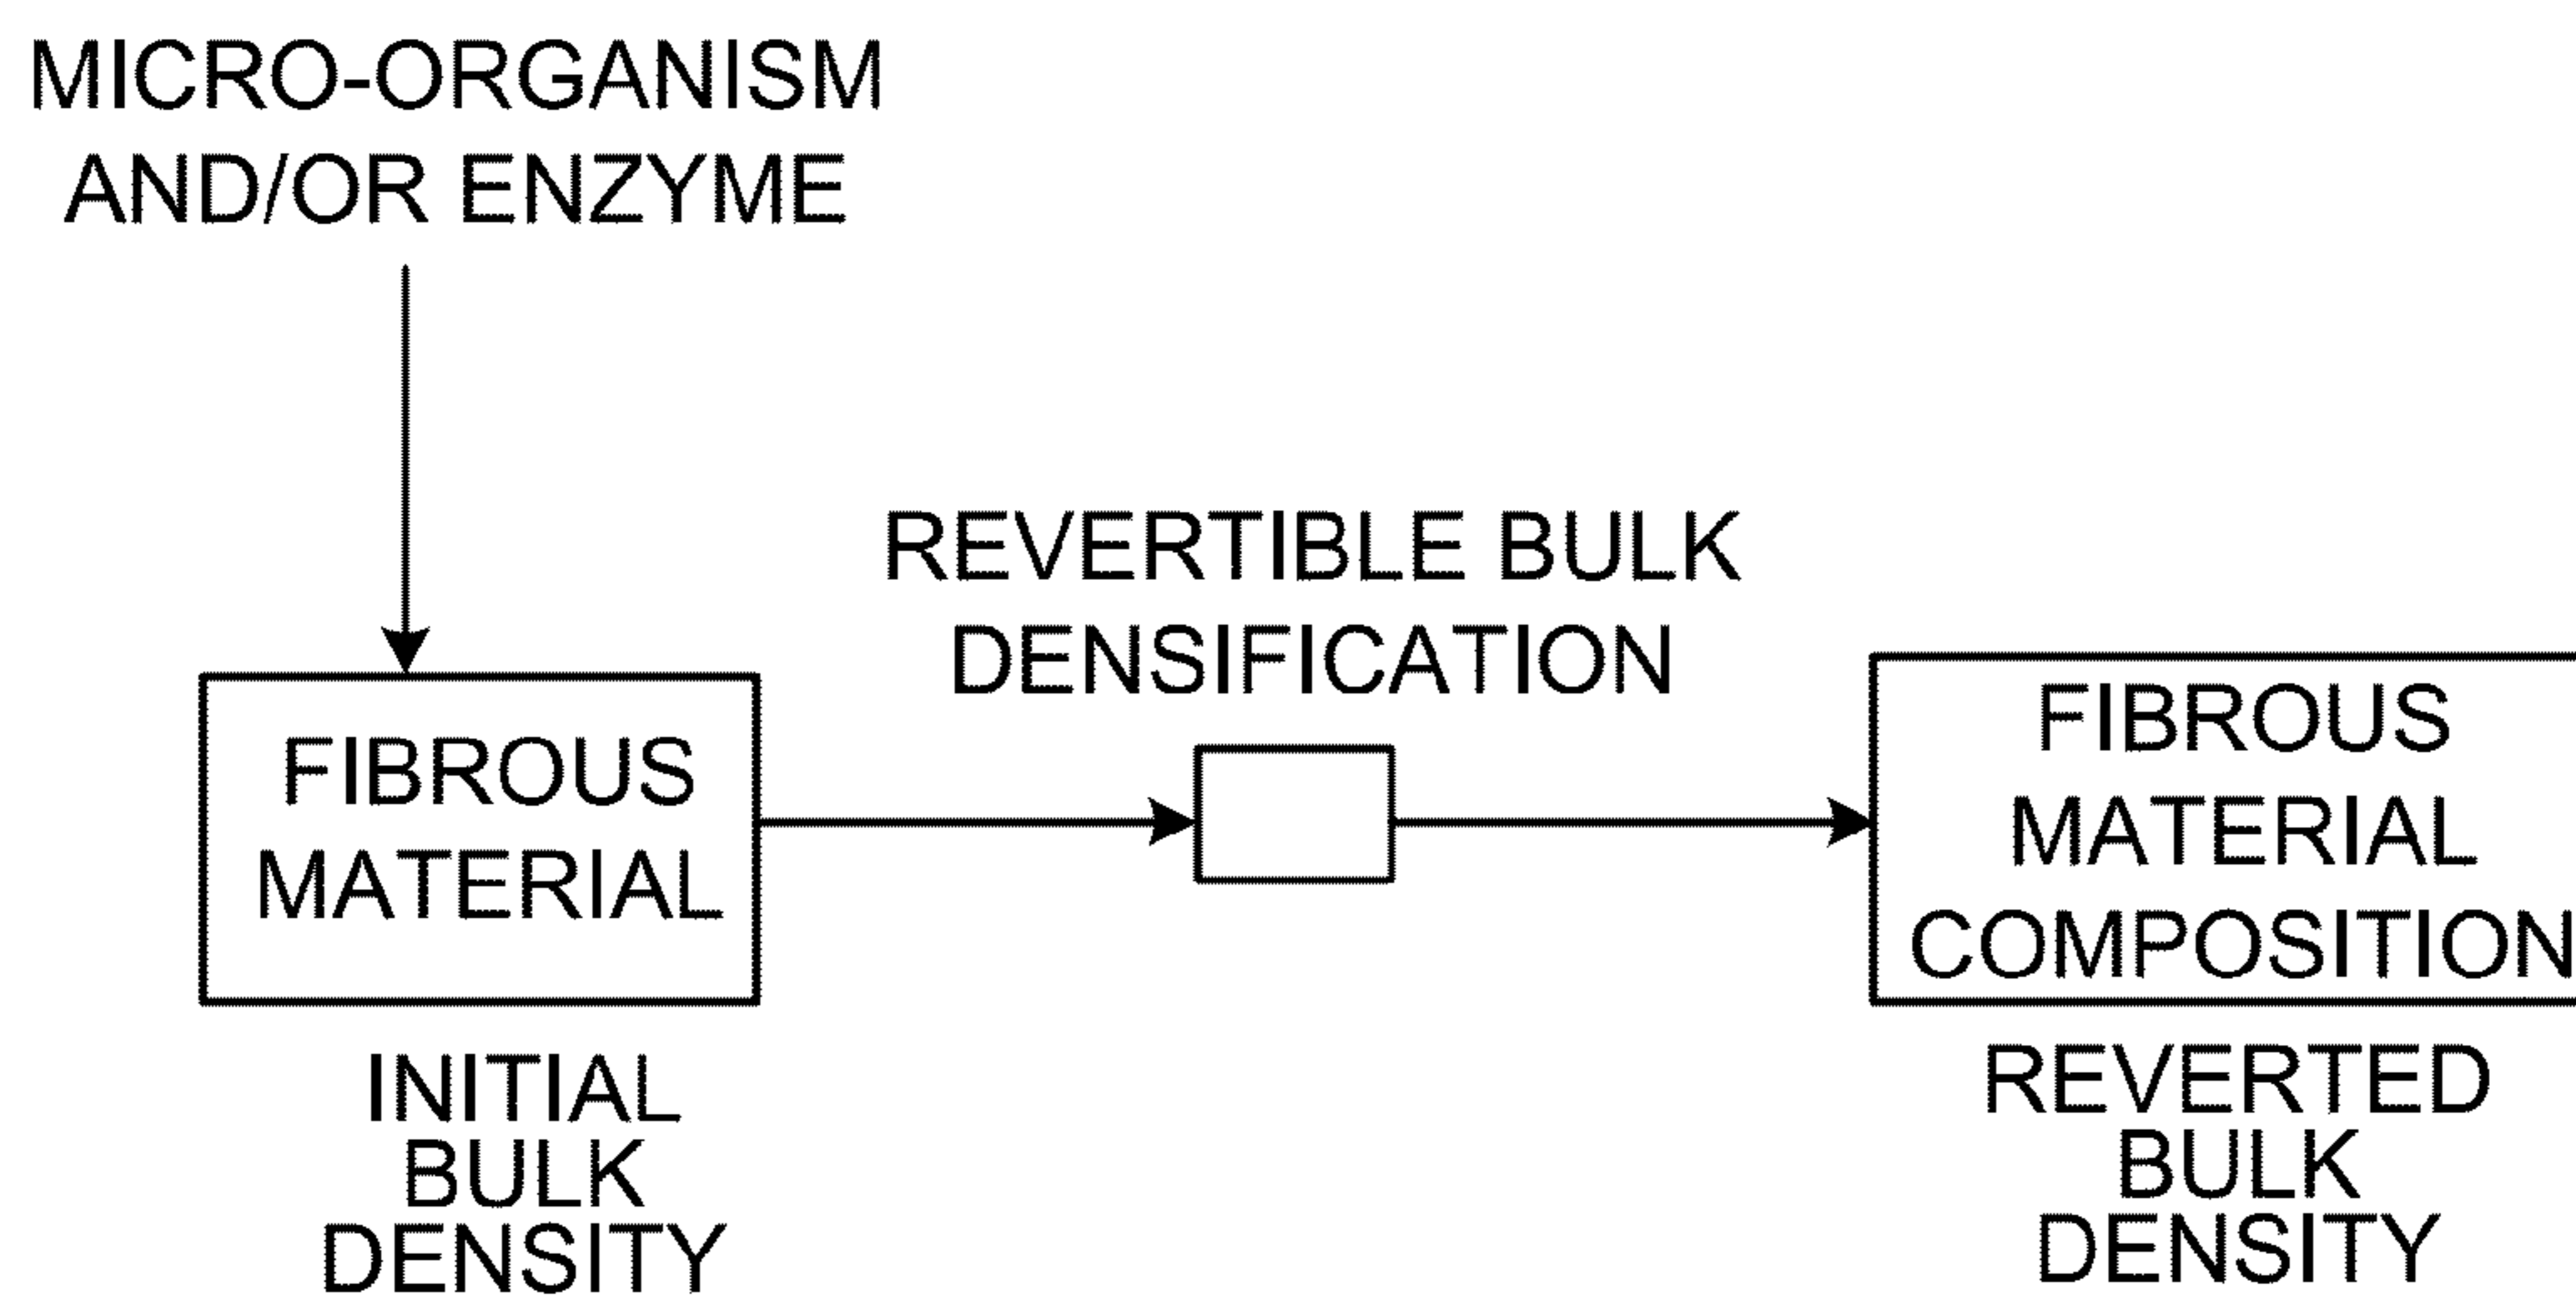 MICRO-ORGANISM
AND/OR ENZYME
REVERTIBLE BULK
DENSIFICATION
FIBROUS
MATERIAL
FIBROUS
MATERIAL
COMPOSITION
INITIAL
BULK
DENSITY
REVERTED
BULK
DENSITY